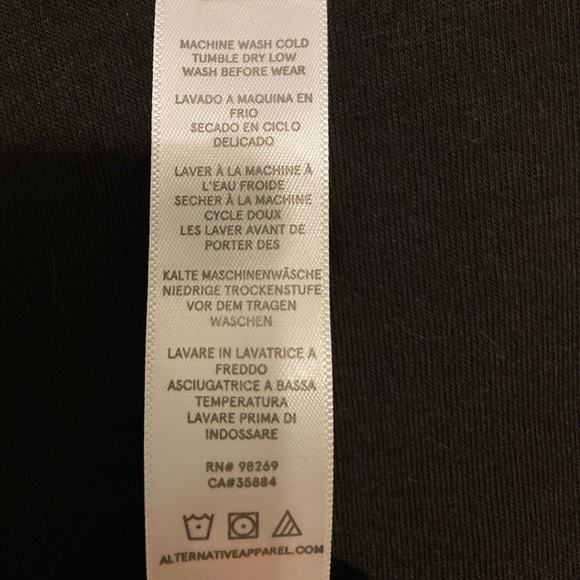 MACHINE WASH COLD
TUMBLE DRY LOW
WASH BEFORE WEAR
LAVADO A MAQUINA EN
FRIO
SECADO EN CICLO
DELICADO
LAVER À LA MACHINE À
L'EAU FROIDE
SECHER À LA MACHINE
CYCLE DOUX
LES LAVER AVANT DE
PORTER DES
KALTE MASCHINENWÄSCHE
NIEDRIGE TROCKENSTUFE
VOR DEM TRAGEN
WASCHEN
LAVARE IN LAVATRICE A
FREDDO
ASCIUGATRICE A BASSA
TEMPERATURA
LAVARE PRIMA DI
INDOSSARE
RN# 98269
CA#35884
ALTERNATIVEAPPAREL.COM